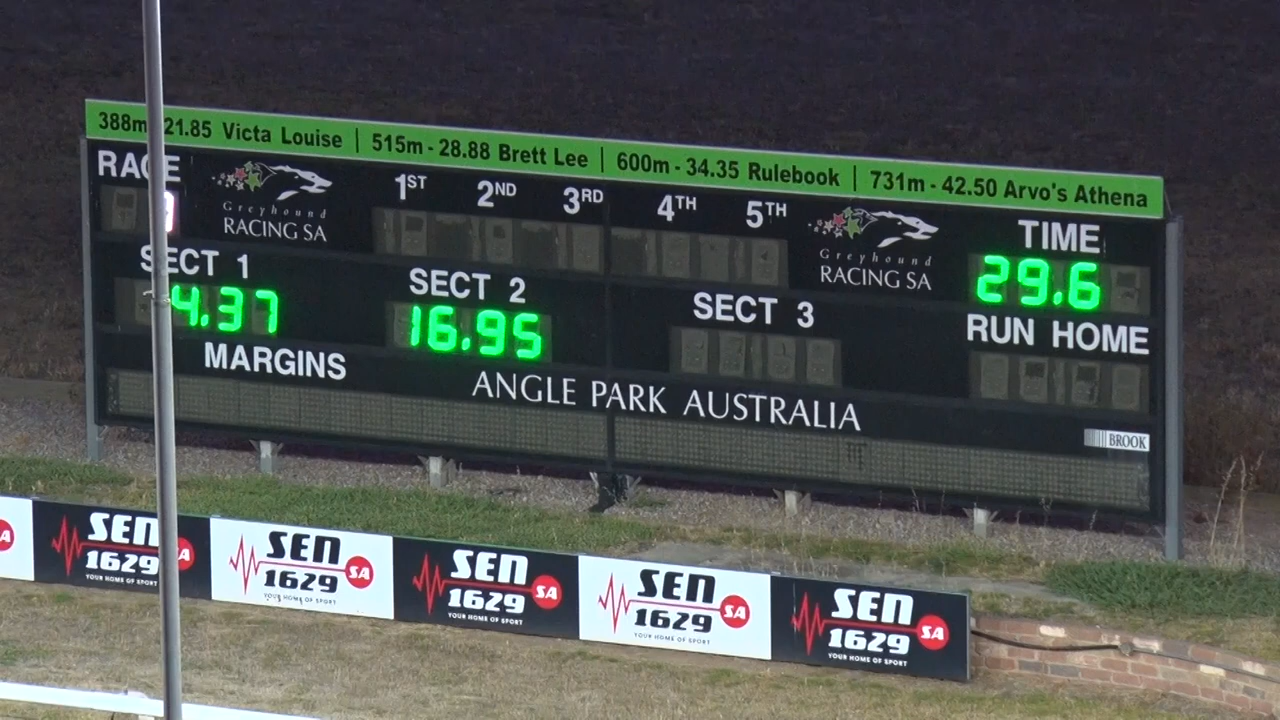 388m - 21.85 Victa Louise | 515m - 28.88 Brett Lee | 600m - 34.35 Rulebook | 731m - 42.50 Arvo's Athena
RACE
Greyhound
RACING SA
1ST 2ND 3RD 4TH 5TH
Greyhound
RACING SA
TIME
29.6
SECT 1
4.37
SECT 2
16.95
SECT 3
RUN HOME
MARGINS
ANGLE PARK AUSTRALIA
BROOK
A
SEN
1629
A
YOUR HOME OF SPORT
SEN
1629
SA
YOUR HOME OF SPORT
SEN
1629
SA
YOUR HOME OF SPORT
SEN
1629
SA
YOUR HOME OF SPORT
SEN
1629
SA
YOUR HOME OF SPORT